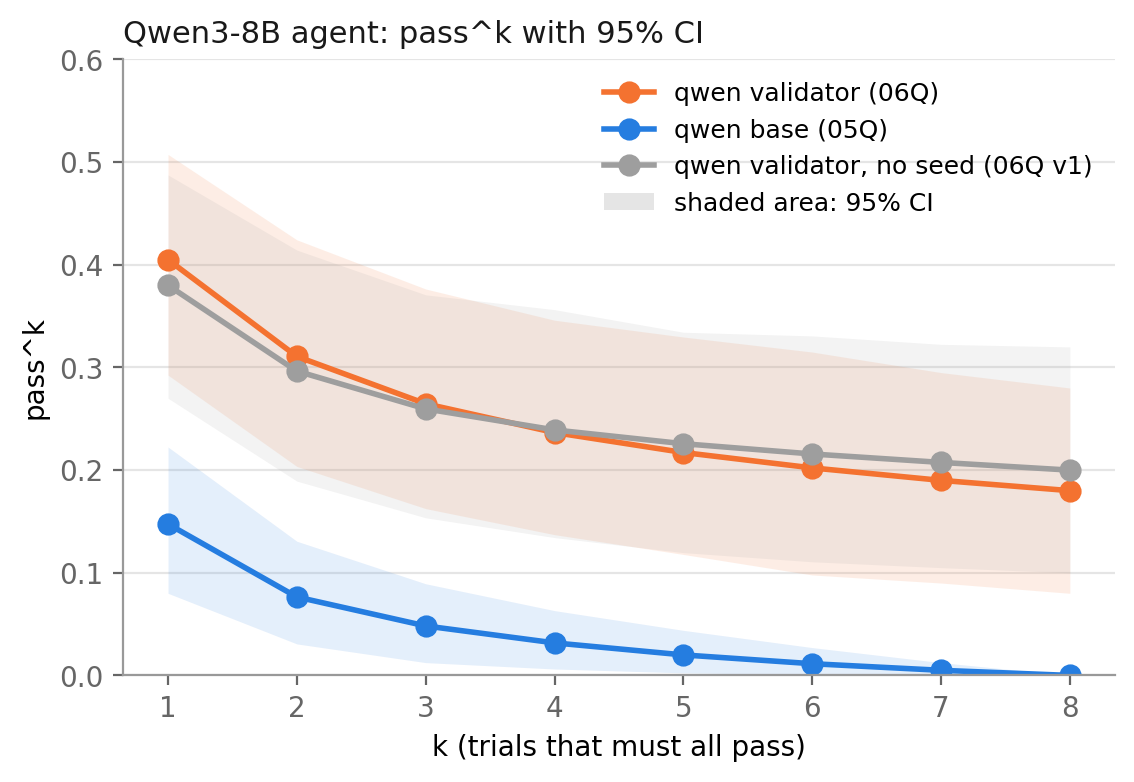 Qwen3-8B agent: pass^k with 95% CI
0.6
0.5
0.4
0.3
0.2
0.1
0.0
pass^k
qwen validator (06Q)
qwen base (05Q)
qwen validator, no seed (06Q v1)
shaded area: 95% CI
1 2 3 4 5 6 7 8
k (trials that must all pass)